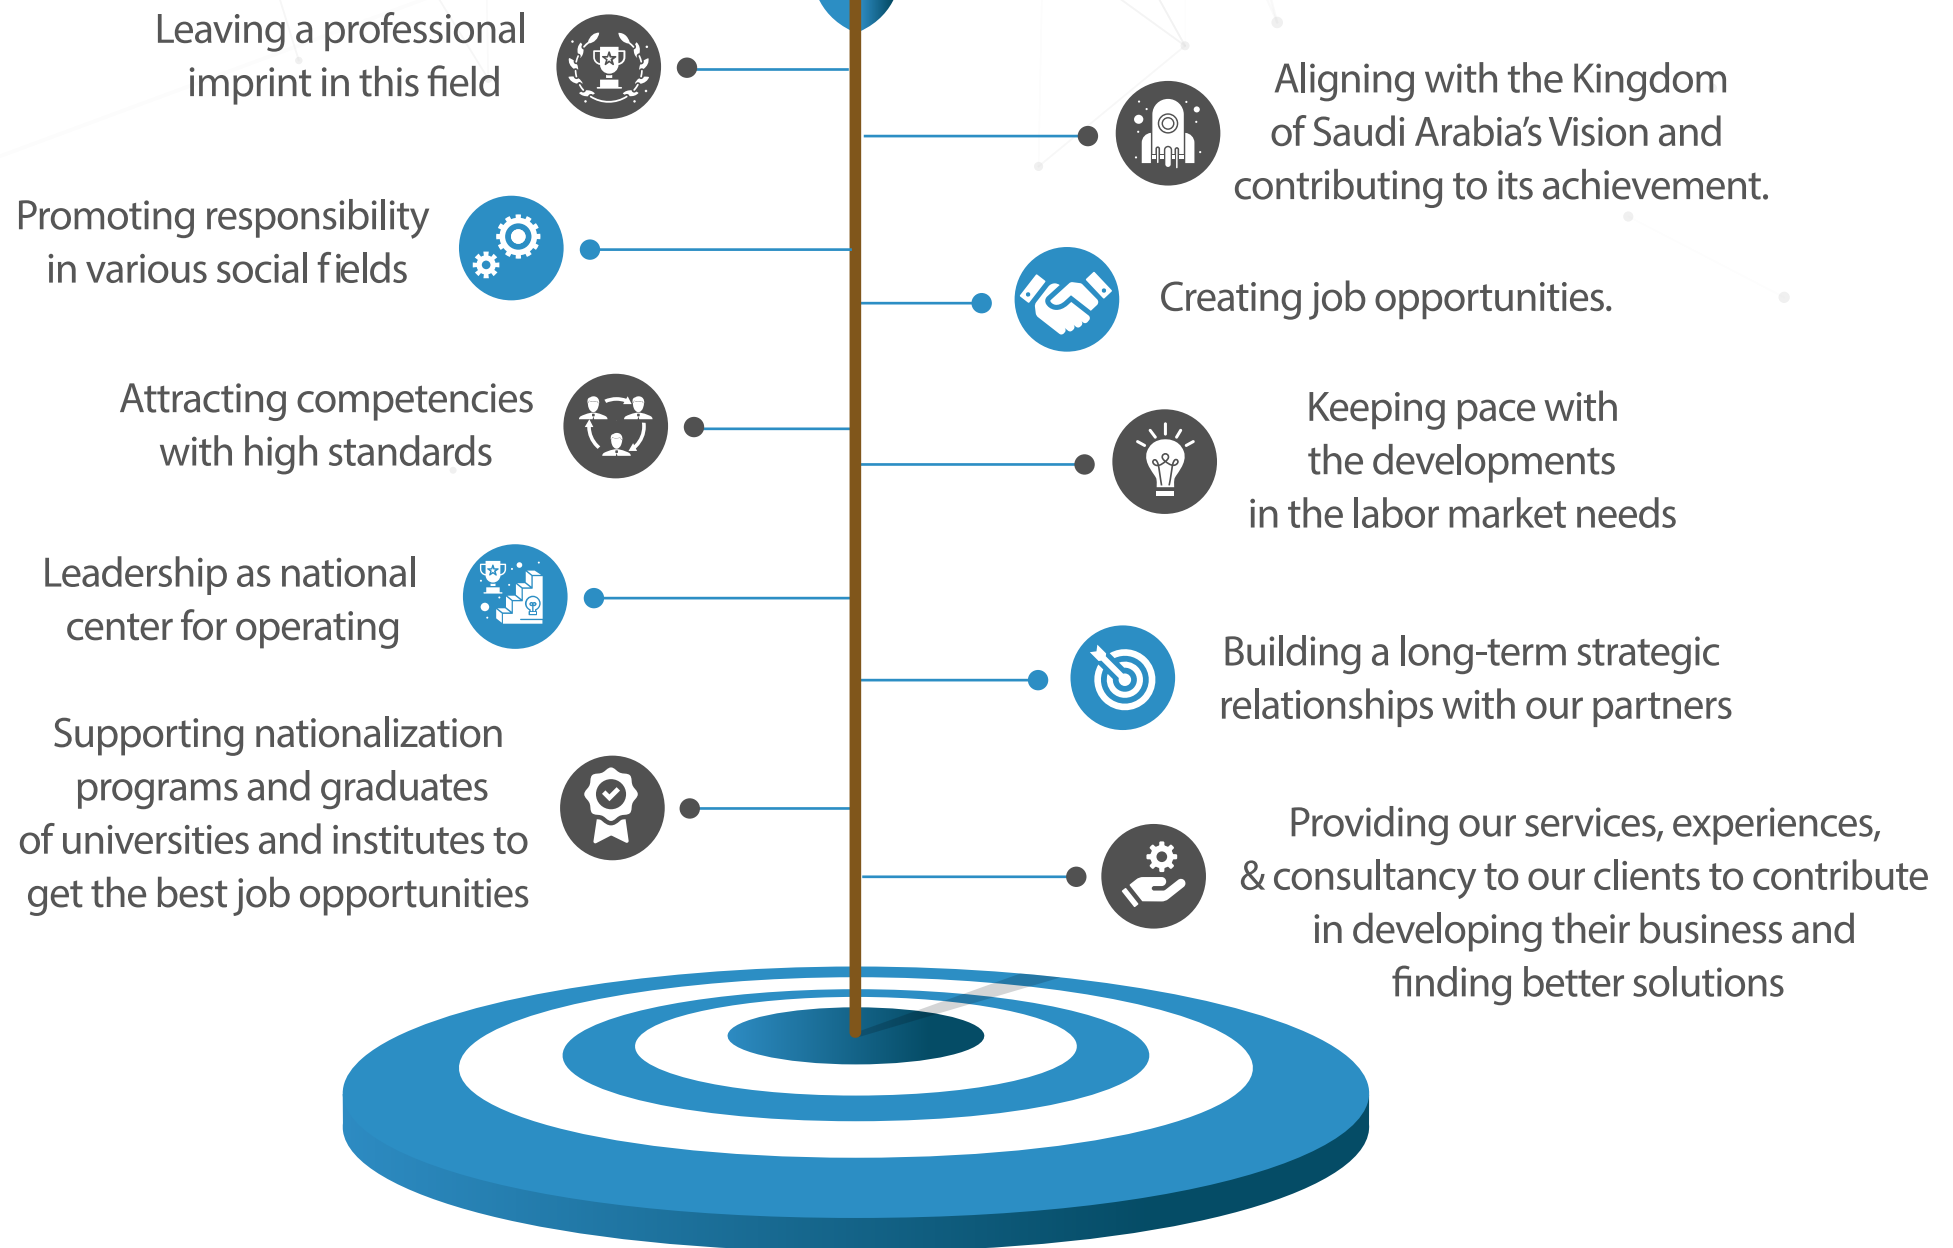 Leaving a professional
imprint in this field
Aligning with the Kingdom
of Saudi Arabia's Vision and
contributing to its achievement.
Promoting responsibility
in various social fields
Creating job opportunities.
Attracting competencies
with high standards
Keeping pace with
the developments
in the labor market needs
Leadership as national
center for operating
Building a long-term strategic
relationships with our partners
Supporting nationalization
programs and graduates
of universities and institutes to
get the best job opportunities
Providing our services, experiences,
& consultancy to our clients to contribute
in developing their business and
finding better solutions